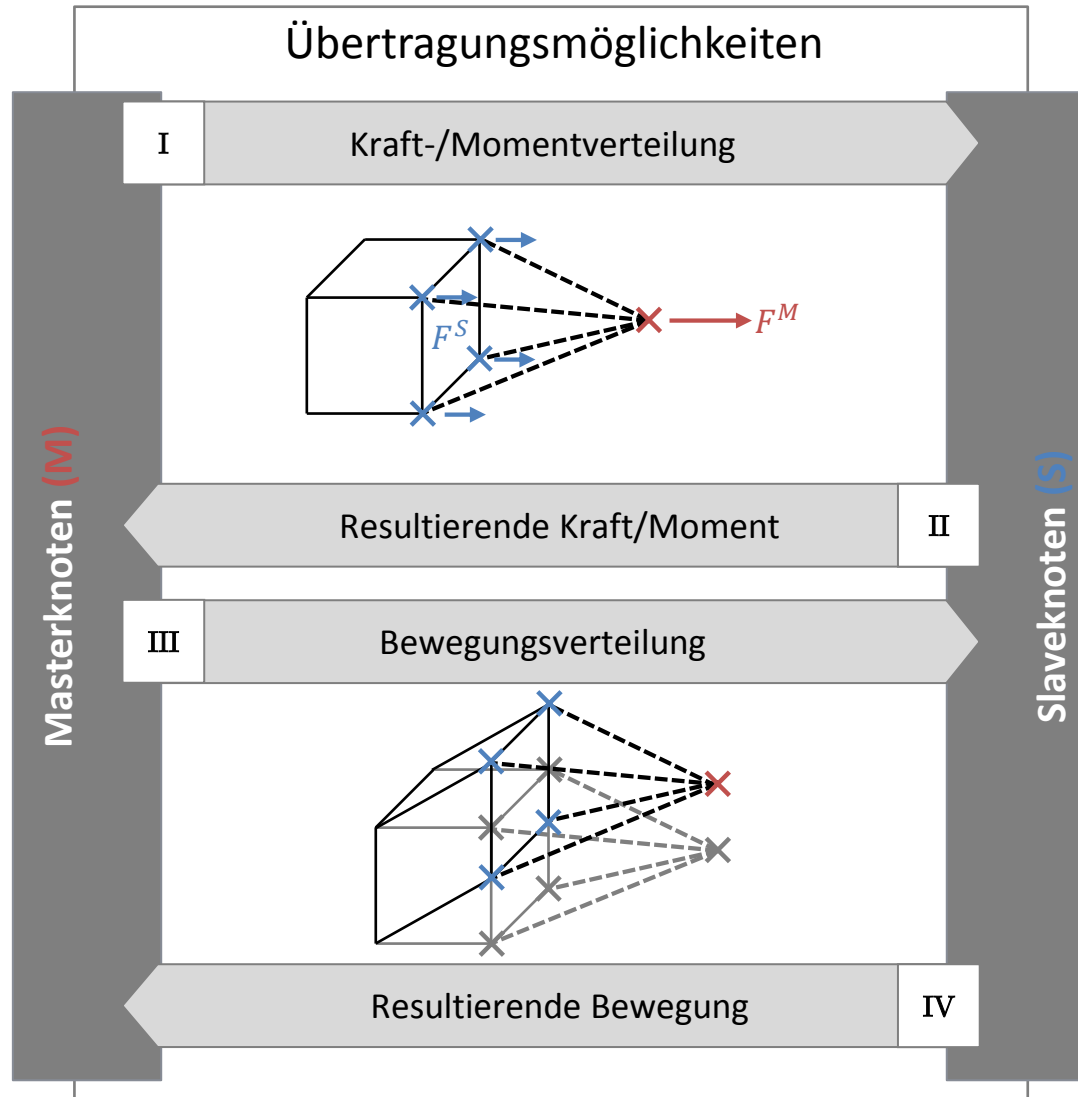 Übertragungsmöglichkeiten
I
Kraft-/Momentverteilung
F^S
F^M
Resultierende Kraft/Moment
II
III
Bewegungsverteilung
Resultierende Bewegung
IV
Masterknoten (M)
Slaveknoten (S)